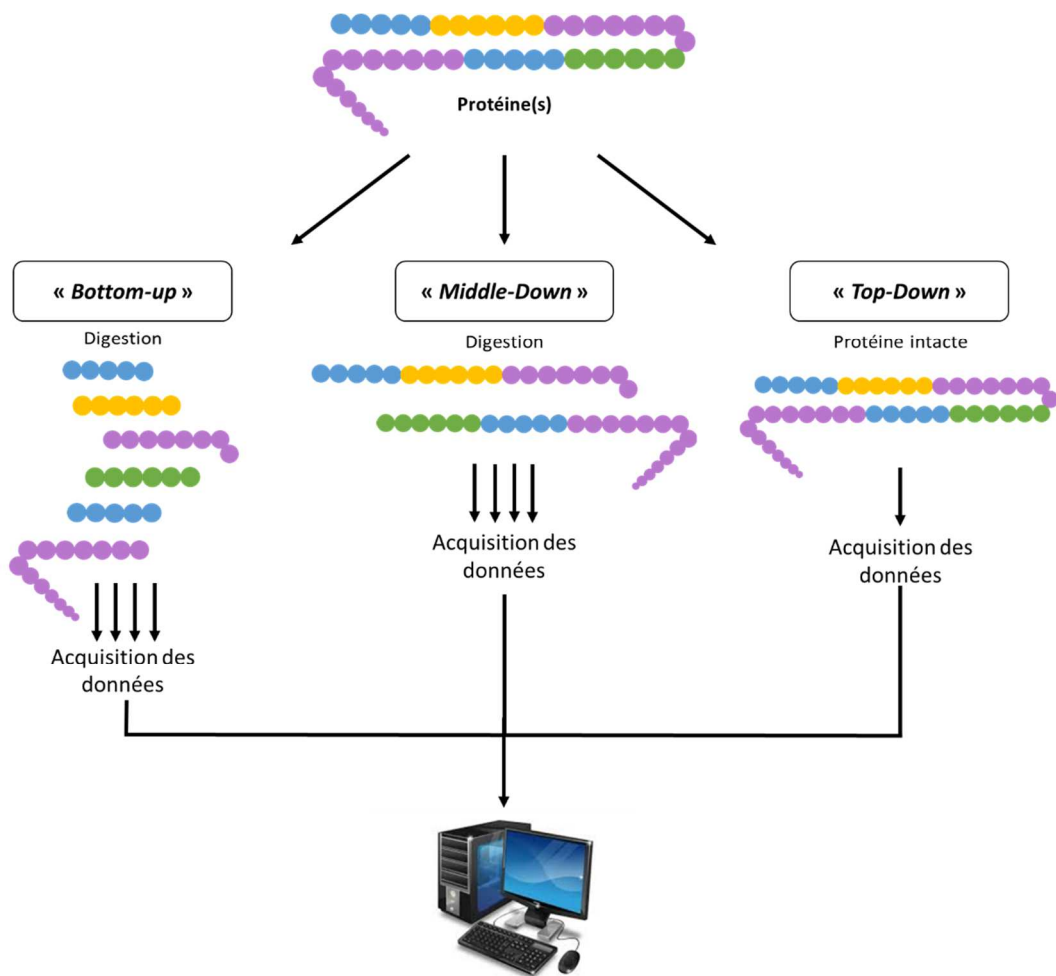 Protéine(s)
« Bottom-up »
« Middle-Down »
« Top-Down »
Digestion
Digestion
Protéine intacte
Acquisition des
données
Acquisition des
données
Acquisition des
données